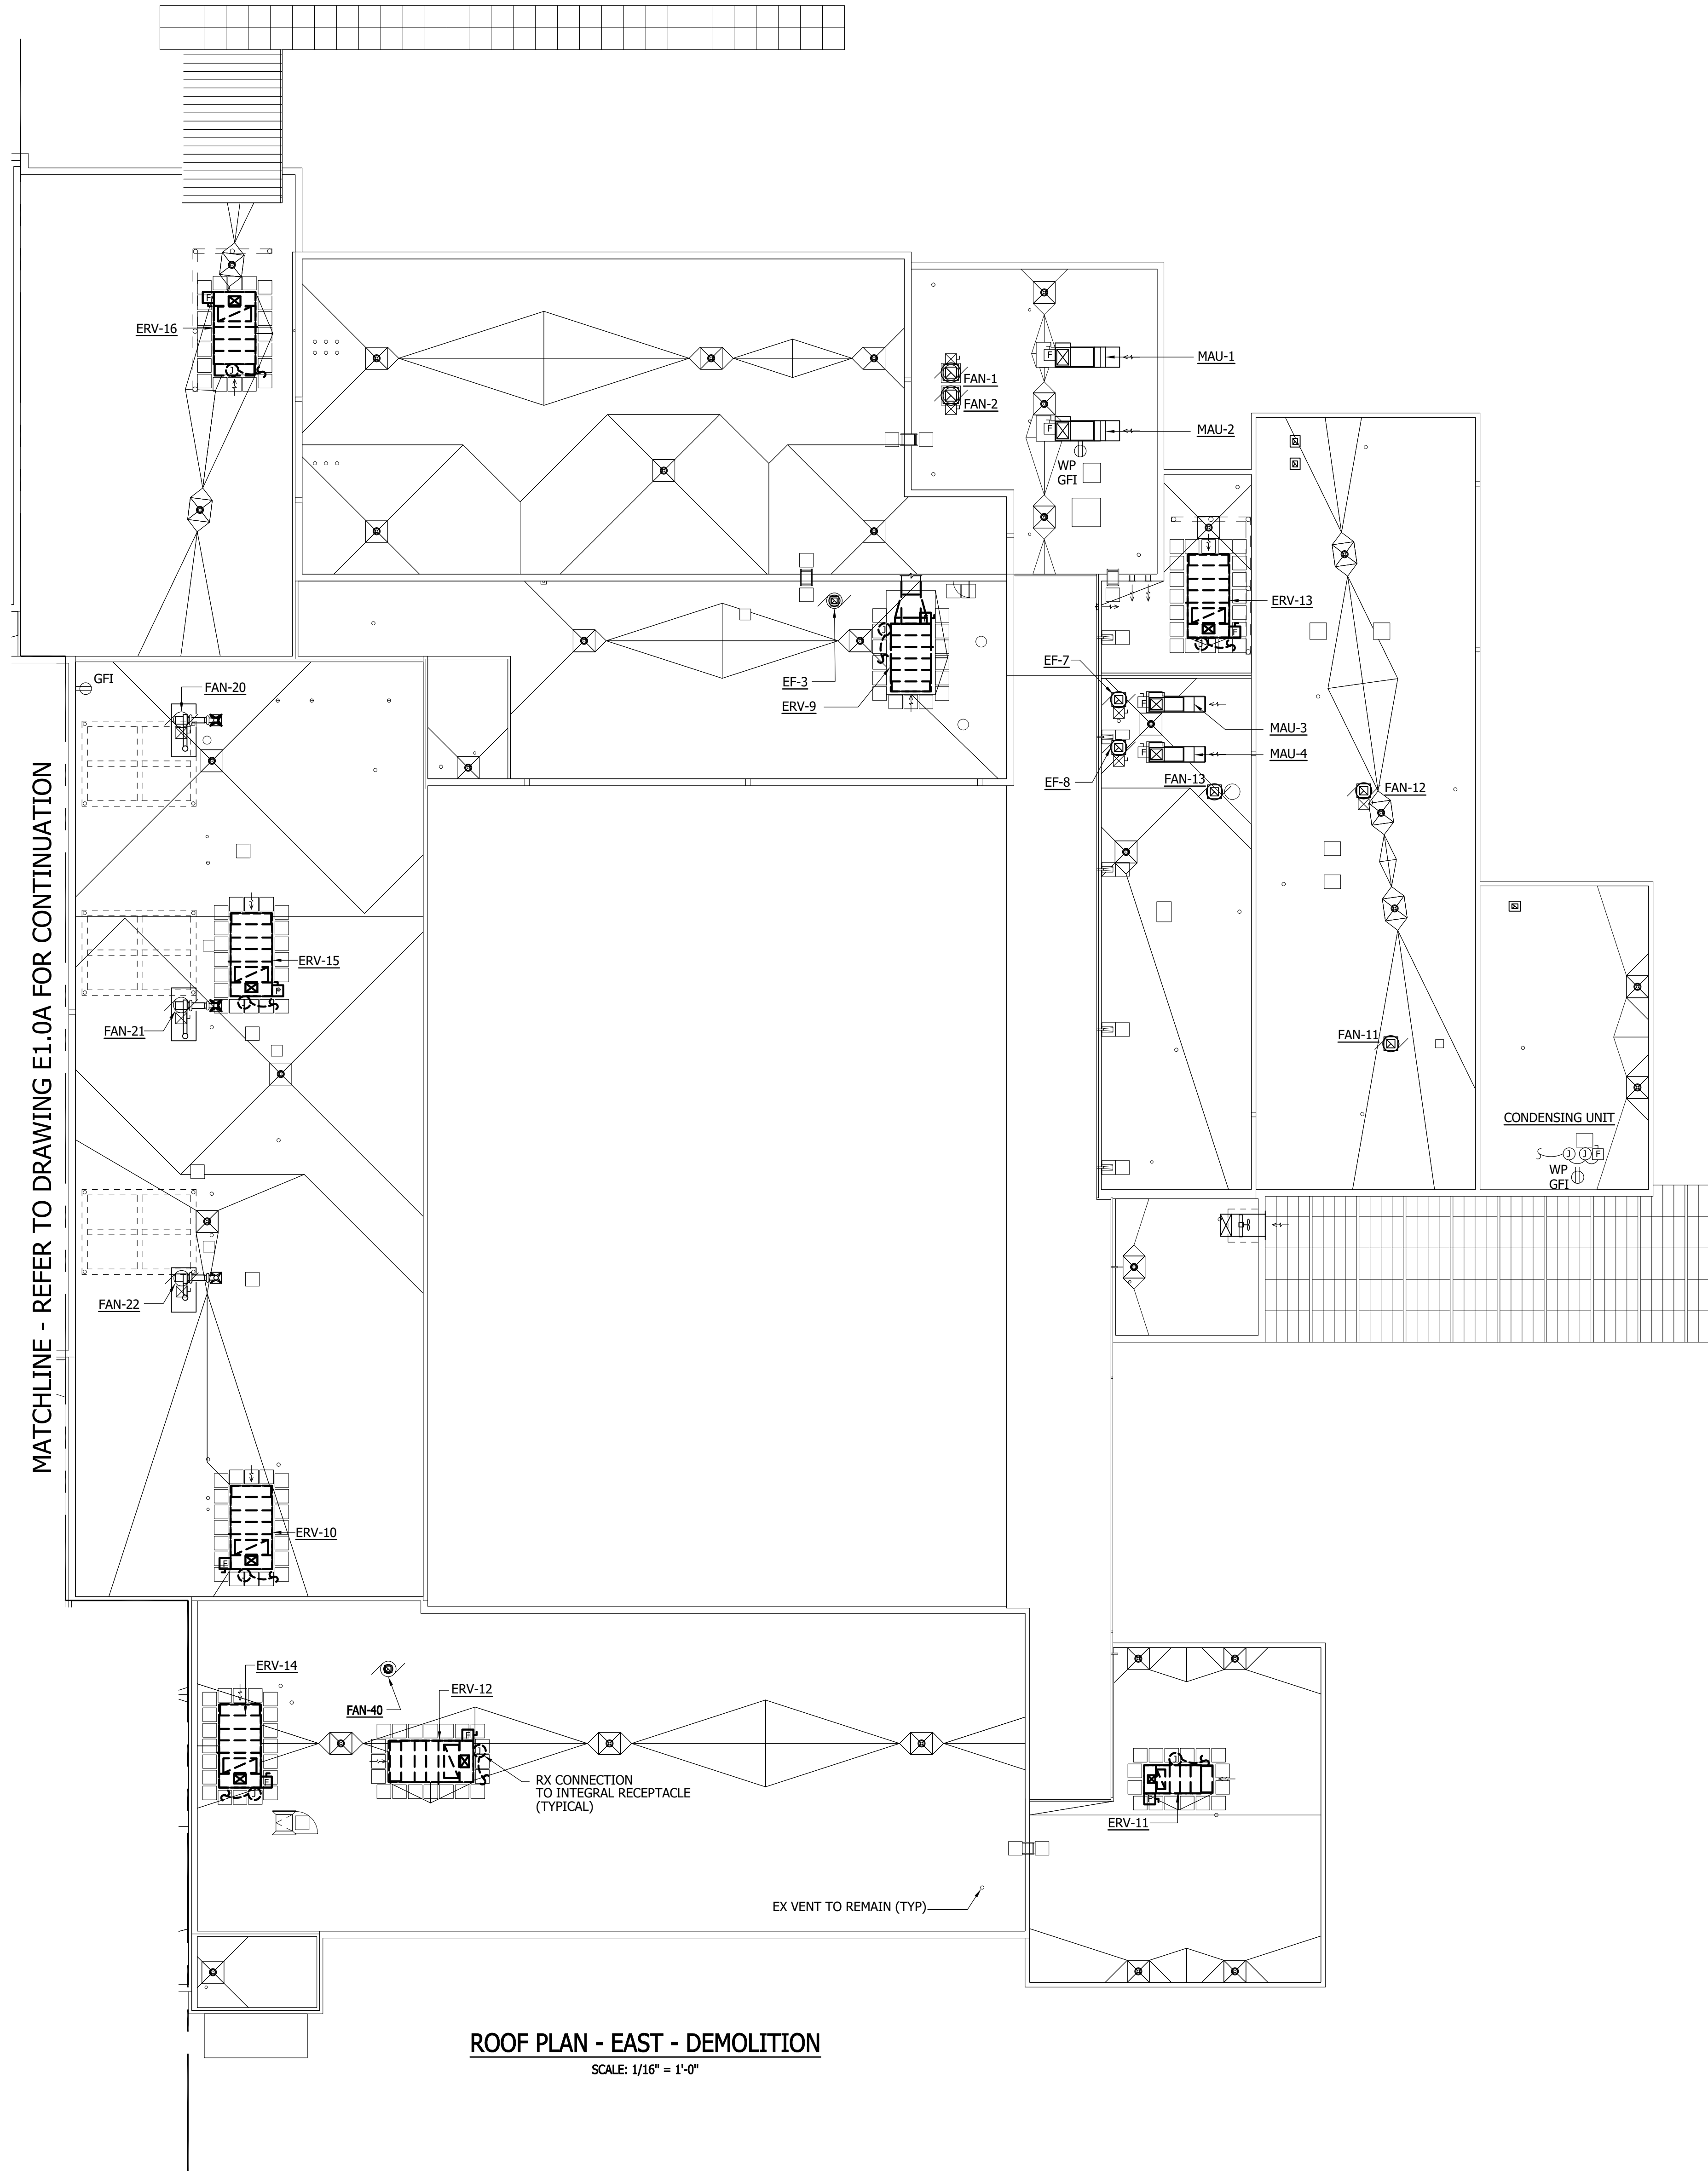 ERV-16
MAU-1
FAN-1
FAN-2
MAU-2
F
F
F
J
WP
GFI
ERV-13
F
J
F
J
EF-3
ERV-9
EF-7
EF-8
F
F
MAU-3
MAU-4
FAN-13
FAN-12
GFI
FAN-20
ERV-15
F
J
FAN-21
FAN-11
CONDENSING UNIT
J
J
F
WP
GFI
FAN-22
ERV-10
F
J
MATCHLINE - REFER TO DRAWING E1.0A FOR CONTINUATION
ERV-14
FAN-40
ERV-12
F
J
F
J
RX CONNECTION
TO INTEGRAL RECEPTACLE
(TYPICAL)
J
F
ERV-11
EX VENT TO REMAIN (TYP)
ROOF PLAN - EAST - DEMOLITION
SCALE: 1/16" = 1'-0"